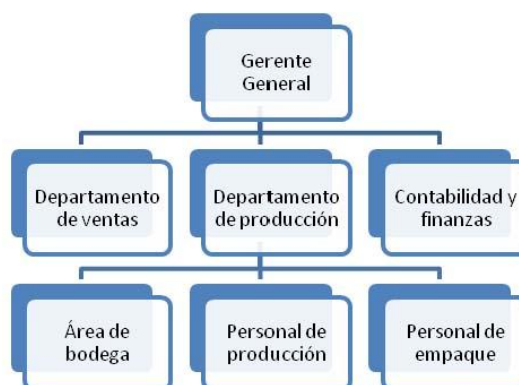 Gerente
General
Departamento
de ventas
Departamento
de producción
Contabilidad y
finanzas
Área de
bodega
Personal de
producción
Personal de
empaque